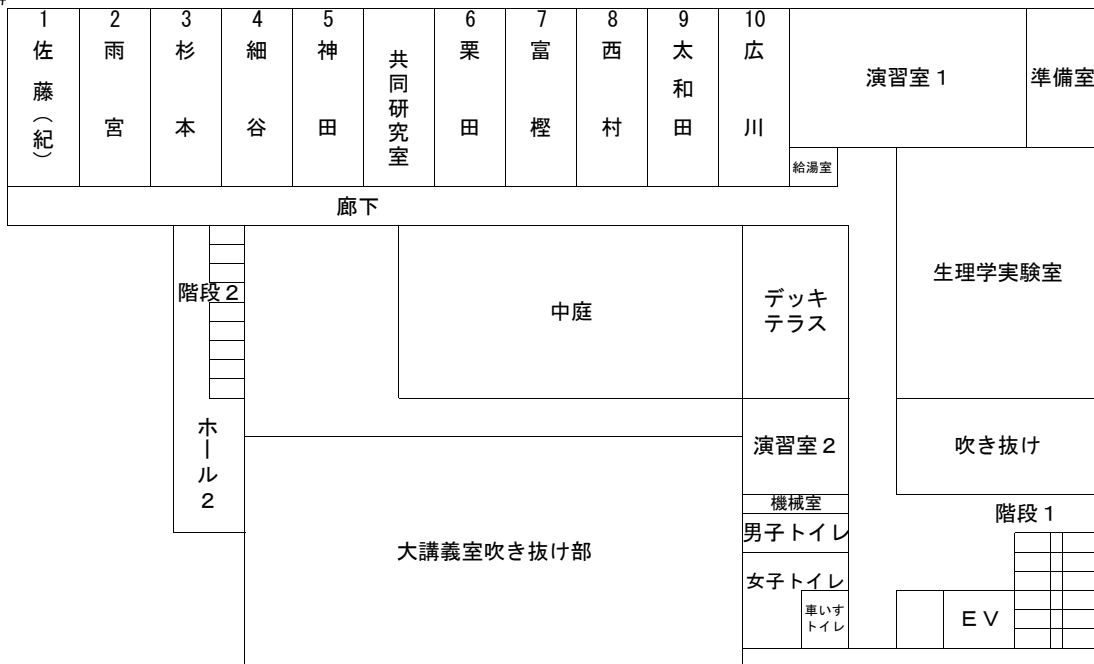 1
佐藤（紀）
2
雨宮
3
杉本
4
細谷
5
神田
共同研究室
6
栗田
7
富樫
8
西村
9
太和田
10
広川
演習室１
準備室
給湯室
廊下
階段２
中庭
デッキ
テラス
生理学実験室
ホール２
演習室２
吹き抜け
機械室
階段１
男子トイレ
大講義室吹き抜け部
女子トイレ
車いす
トイレ
ＥＶ